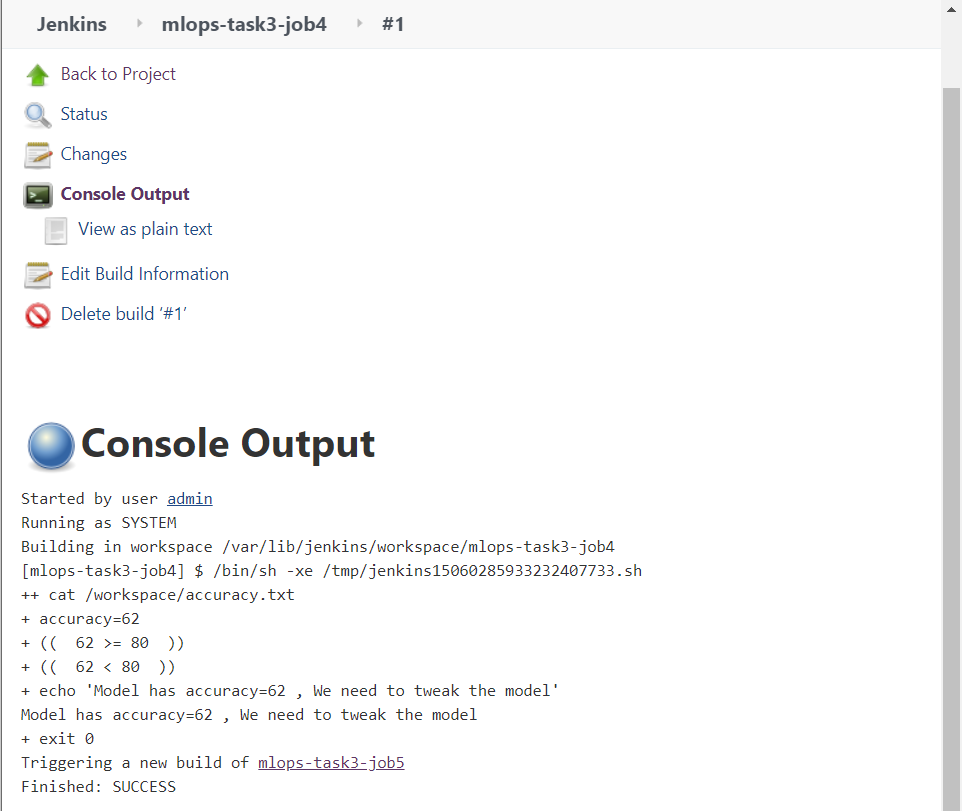 Jenkins mlops-task3-job4 #1
Back to Project
Status
Changes
Console Output
View as plain text
Edit Build Information
Delete build ‘#1’
Console Output
Started by user admin
Running as SYSTEM
Building in workspace /var/lib/jenkins/workspace/mlops-task3-job4
[mlops-task3-job4] $ /bin/sh -xe /tmp/jenkins15060285933232407733.sh
++ cat /workspace/accuracy.txt
+ accuracy=62
+ ((  62 >= 80  ))
+ ((  62 < 80  ))
+ echo 'Model has accuracy=62 , We need to tweak the model'
Model has accuracy=62 , We need to tweak the model
+ exit 0
Triggering a new build of mlops-task3-job5
Finished: SUCCESS